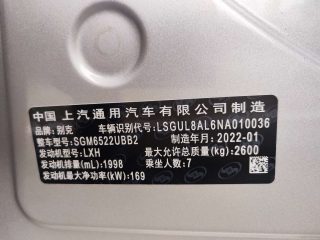 中国 上汽通用汽车有限公司制造
品牌: 别克 车辆识别代号: LSGUL8AL6NA010036
整车型号: SGM6522UBB2 制造年月: 2022-01
发动机型号: LXH 最大允许总质量(kg): 2600
发动机排量(mL): 1998 乘坐人数: 7
发动机最大净功率(kW): 169